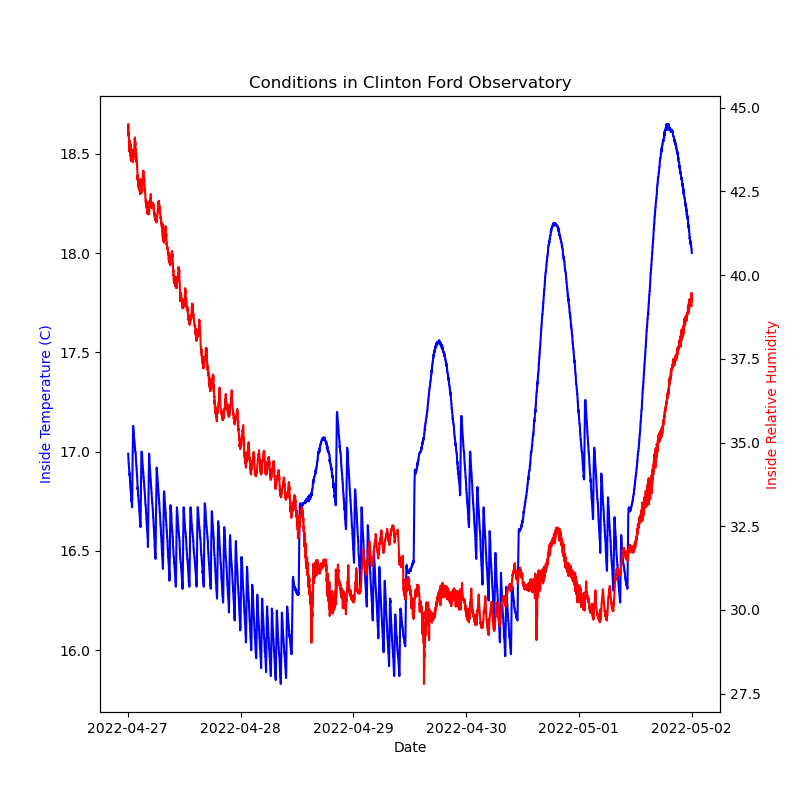 Conditions in Clinton Ford Observatory
Inside Temperature (C)
18.5
18.0
17.5
17.0
16.5
16.0
45.0
42.5
40.0
37.5
35.0
32.5
30.0
27.5
Inside Relative Humidity
2022-04-27 2022-04-28 2022-04-29 2022-04-30 2022-05-01 2022-05-02
Date